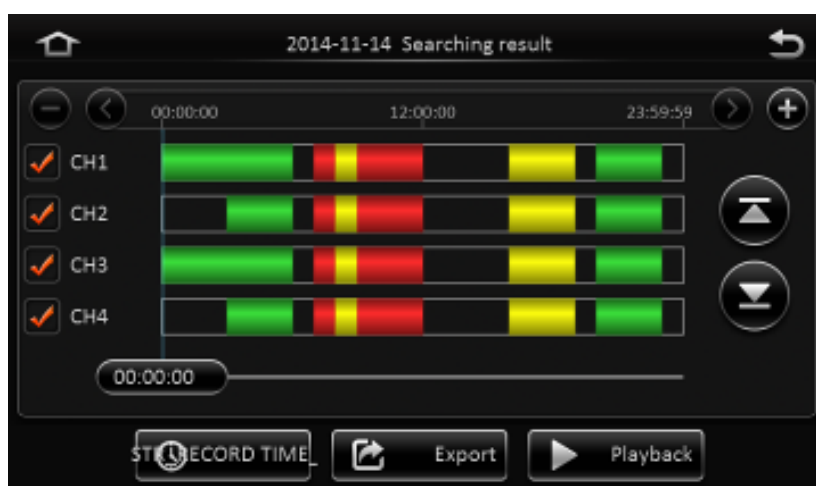 2014-11-14 Searching result
00:00:00 12:00:00 23:59:59
CH1
CH2
CH3
CH4
00:00:00
RECORD TIME_ Export Playback